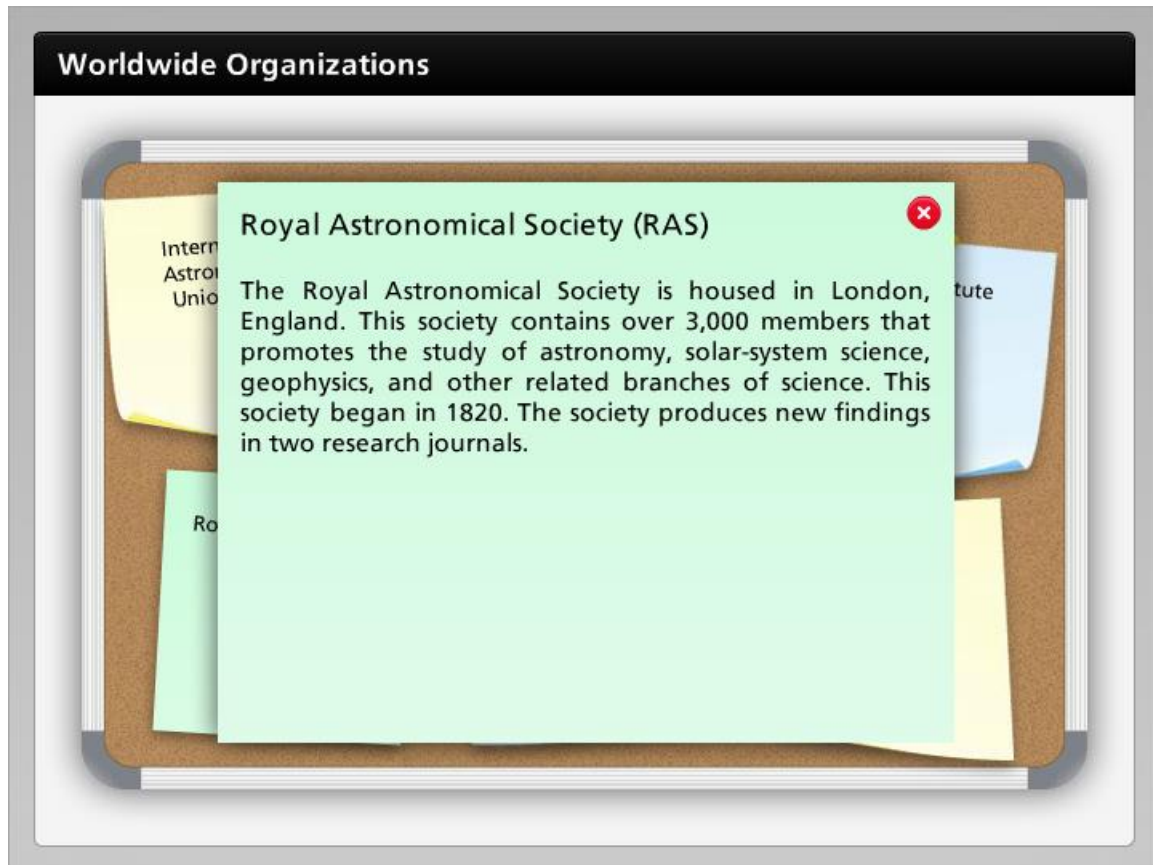 Worldwide Organizations
Royal Astronomical Society (RAS)
The Royal Astronomical Society is housed in London,
England. This society contains over 3,000 members that
promotes the study of astronomy, solar-system science,
geophysics, and other related branches of science. This
society began in 1820. The society produces new findings
in two research journals.